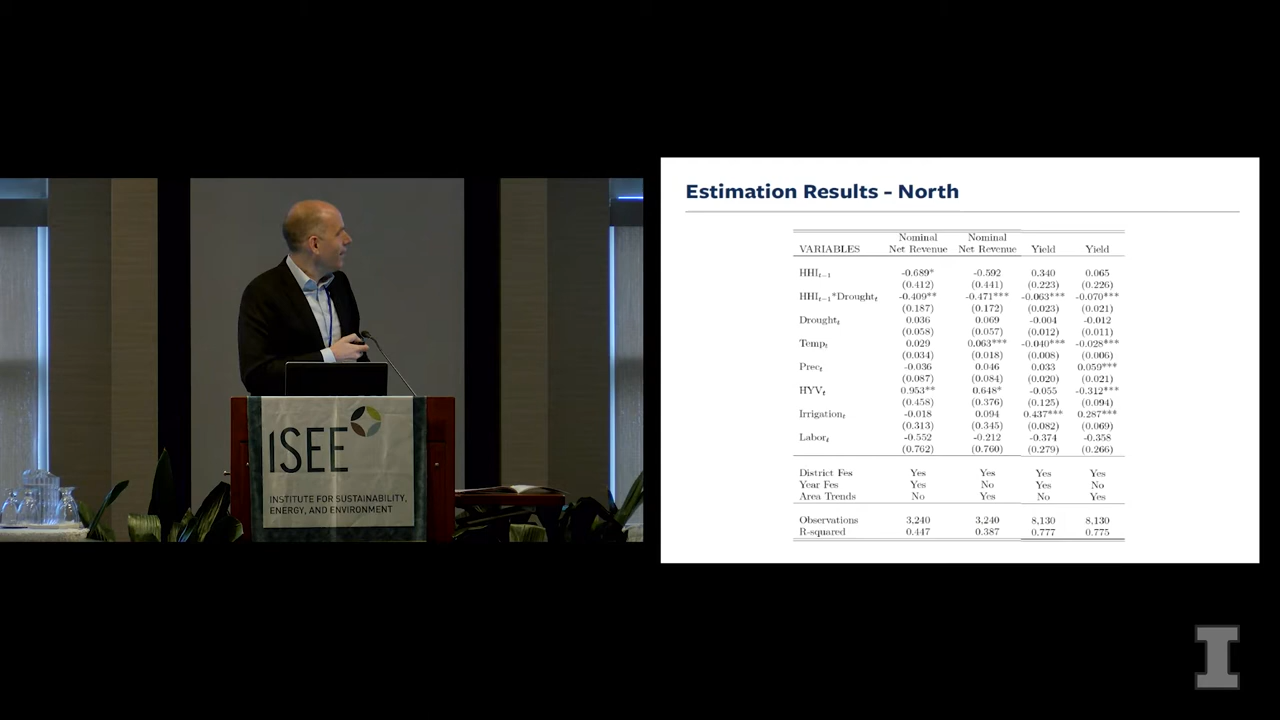 ISEE
INSTITUTE FOR SUSTAINABILITY,
ENERGY, AND ENVIRONMENT
Estimation Results - North
Nominal Nominal
VARIABLES Net Revenue Net Revenue Yield Yield
HHIt−1 -0.689* -0.592 0.340 0.065
(0.412) (0.441) (0.223) (0.226)
HHIt−1*Droughtt -0.409** -0.471*** -0.063*** -0.070***
(0.187) (0.172) (0.023) (0.021)
Droughtt 0.036 0.069 -0.004 -0.012
(0.058) (0.057) (0.012) (0.011)
Tempt 0.029 0.063*** -0.040*** -0.028***
(0.034) (0.018) (0.008) (0.006)
Prect -0.036 0.046 0.033 0.059***
(0.087) (0.084) (0.020) (0.021)
HYVt 0.953** 0.648* -0.055 -0.312***
(0.458) (0.376) (0.125) (0.094)
Irrigationt -0.018 0.094 0.437*** 0.287***
(0.313) (0.345) (0.082) (0.069)
Labort -0.552 -0.212 -0.374 -0.358
(0.762) (0.760) (0.279) (0.266)
District Fes Yes Yes Yes Yes
Year Fes Yes No Yes No
Area Trends No Yes No Yes
Observations 3,240 3,240 8,130 8,130
R-squared 0.447 0.387 0.777 0.775
I